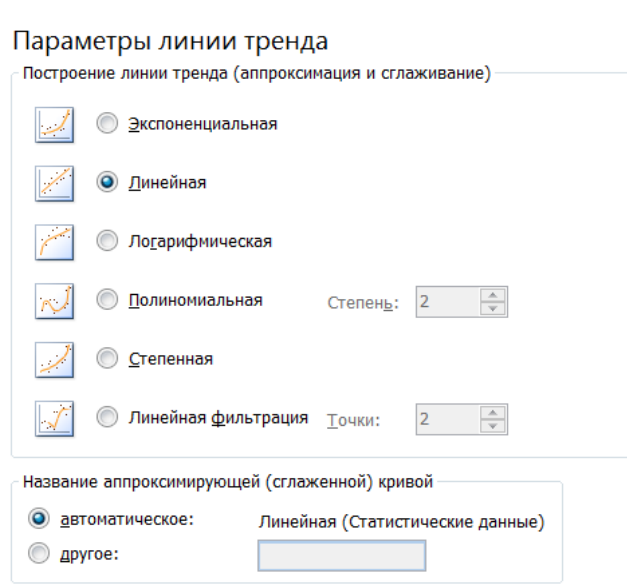 Параметры линии тренда
Построение линии тренда (аппроксимация и сглаживание)
Экспоненциальная
Линейная
Логарифмическая
Полиномиальная Степень: 2
Степенная
Линейная фильтрация Точки: 2
Название аппроксимирующей (сглаженной) кривой
автоматическое: Линейная (Статистические данные)
другое: